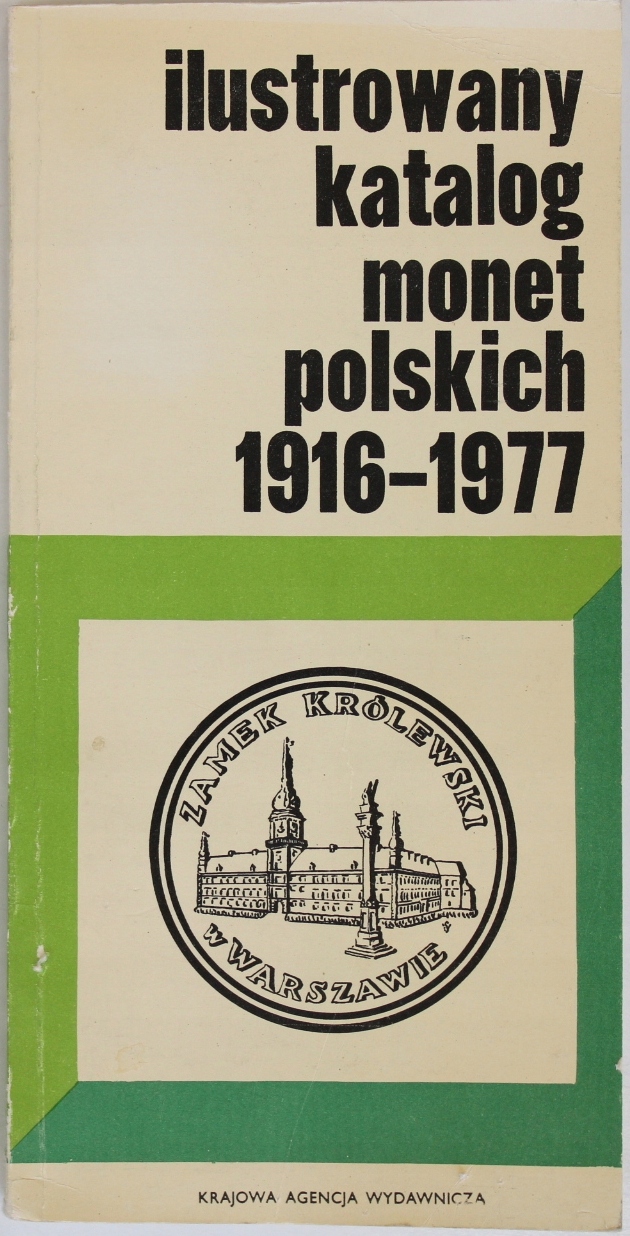 ilustrowany
katalog
monet
polskich
1916–1977
ZAMEK KRÓLEWSKI
W WARSZAWIE
KRAJOWA AGENCJA WYDAWNICZA